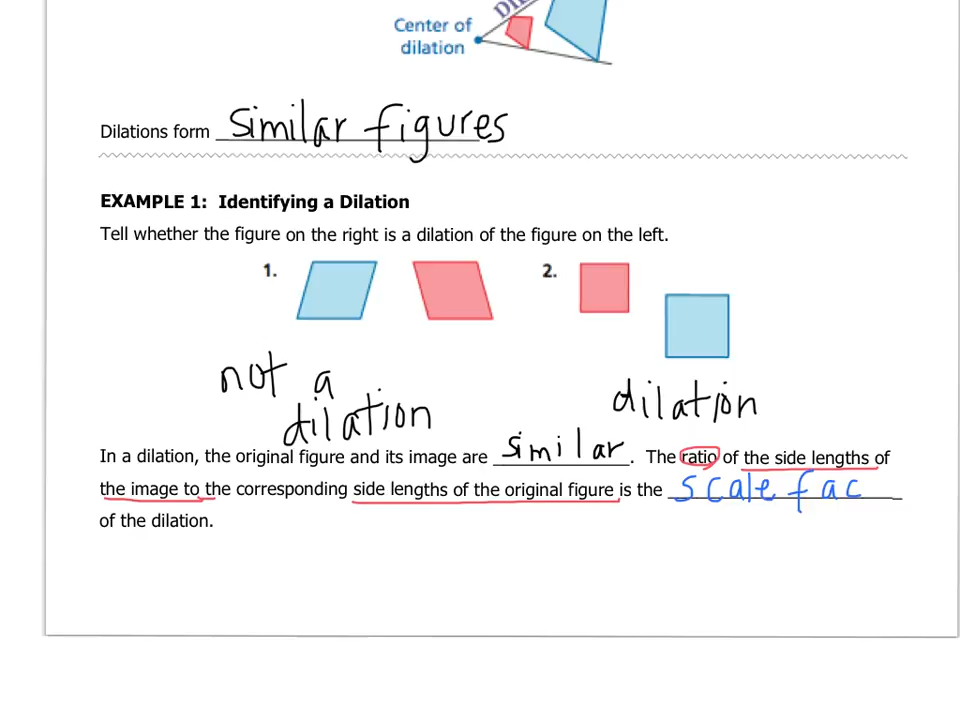 Center of
dilation
Dilations form similar figures
EXAMPLE 1: Identifying a Dilation
Tell whether the figure on the right is a dilation of the figure on the left.
1. 2.
not a
dilation
dilation
In a dilation, the original figure and its image are similar. The ratio of the side lengths of
the image to the corresponding side lengths of the original figure is the scale fac
of the dilation.